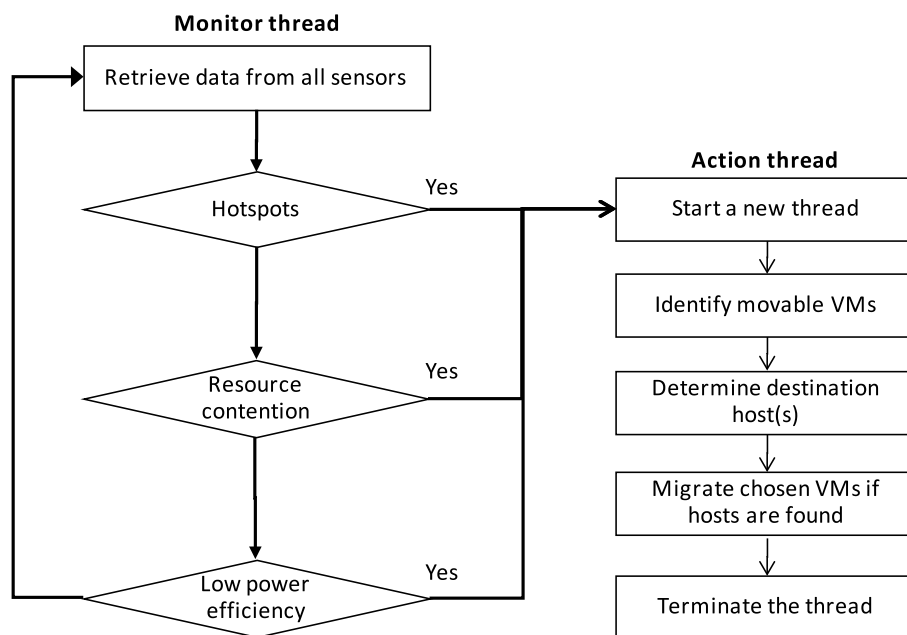 Monitor thread
Retrieve data from all sensors
Hotspots
Yes
Resource
contention
Yes
Low power
efficiency
Yes
Action thread
Start a new thread
Identify movable VMs
Determine destination
host(s)
Migrate chosen VMs if
hosts are found
Terminate the thread